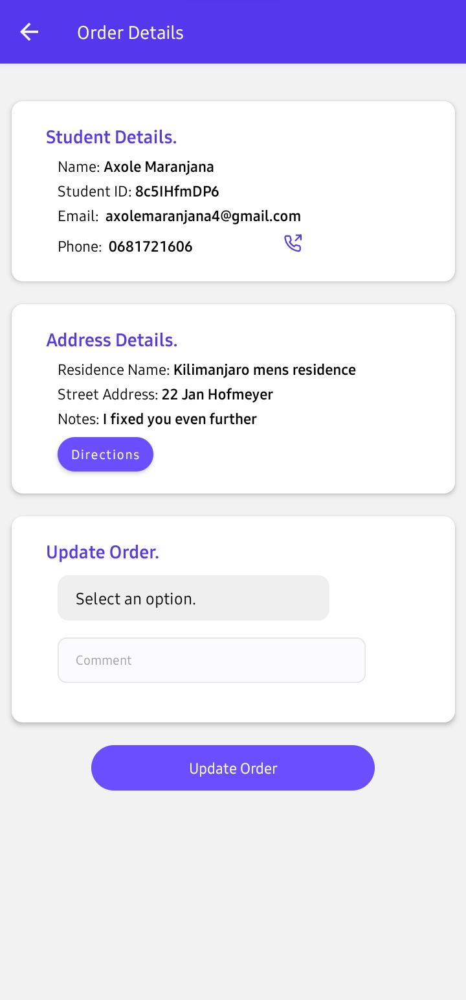 Order Details
Student Details.
Name: Axole Maranjana
Student ID: 8c5IHfmDP6
Email: axolemaranjana4@gmail.com
Phone: 0681721606
Address Details.
Residence Name: Kilimanjaro mens residence
Street Address: 22 Jan Hofmeyer
Notes: I fixed you even further
Directions
Update Order.
Select an option.
Comment
Update Order